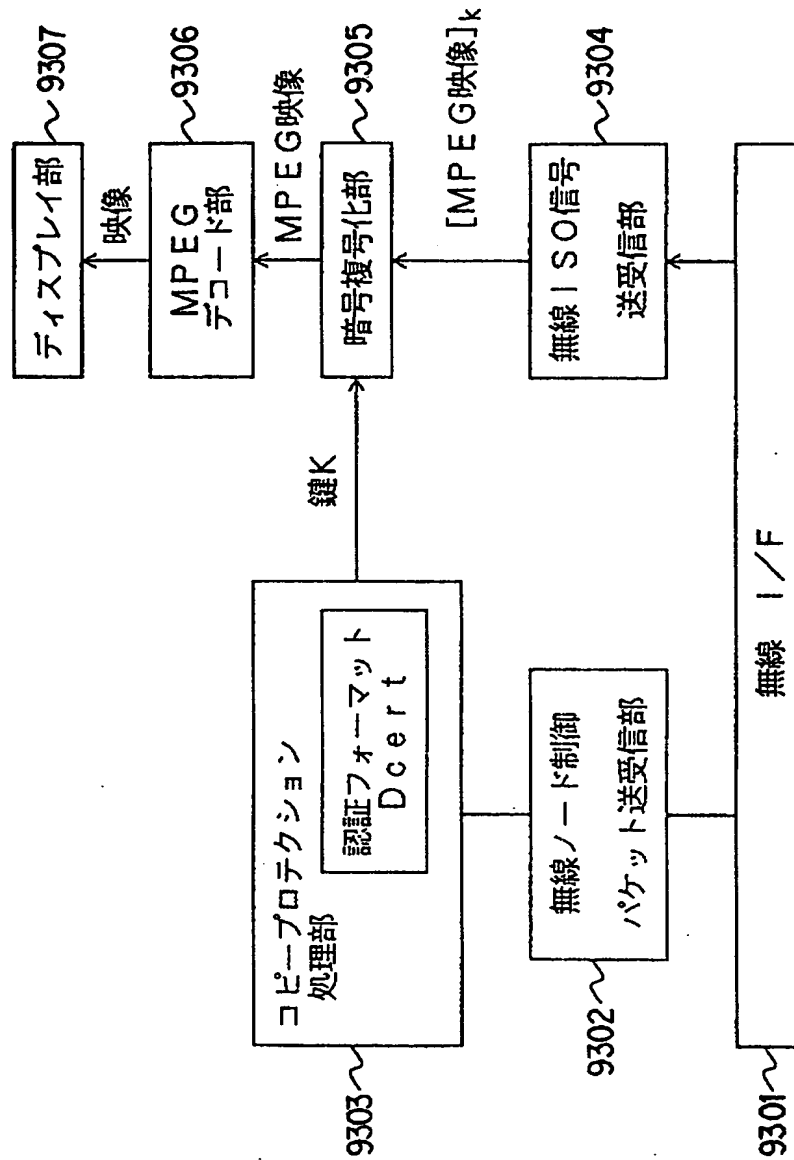 9307
ディスプレイ部
映像
9306
MPEG
デコード部
MPEG映像
9305
暗号複号化部
[MPEG映像]k
9304
無線ISO信号
送受信部
鍵K
コピープロテクション
処理部
認証フォーマット
Dcert
9303
無線ノード制御
パケット送受信部
9302
無線 I/F
9301